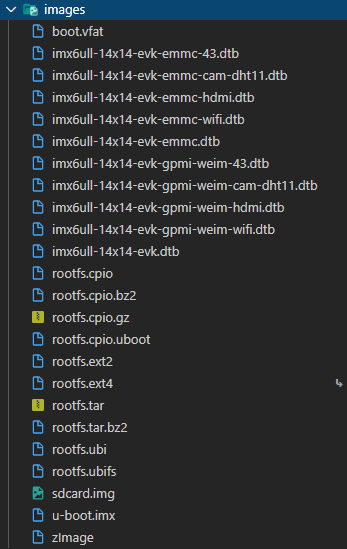 images
boot.vfat
imx6ull-14x14-evk-emmc-43.dtb
imx6ull-14x14-evk-emmc-cam-dht11.dtb
imx6ull-14x14-evk-emmc-hdmi.dtb
imx6ull-14x14-evk-emmc-wifi.dtb
imx6ull-14x14-evk-emmc.dtb
imx6ull-14x14-evk-gpmi-weim-43.dtb
imx6ull-14x14-evk-gpmi-weim-cam-dht11.dtb
imx6ull-14x14-evk-gpmi-weim-hdmi.dtb
imx6ull-14x14-evk-gpmi-weim-wifi.dtb
imx6ull-14x14-evk.dtb
rootfs.cpio
rootfs.cpio.bz2
rootfs.cpio.gz
rootfs.cpio.uboot
rootfs.ext2
rootfs.ext4
rootfs.tar
rootfs.tar.bz2
rootfs.ubi
rootfs.ubifs
sdcard.img
u-boot.imx
zImage